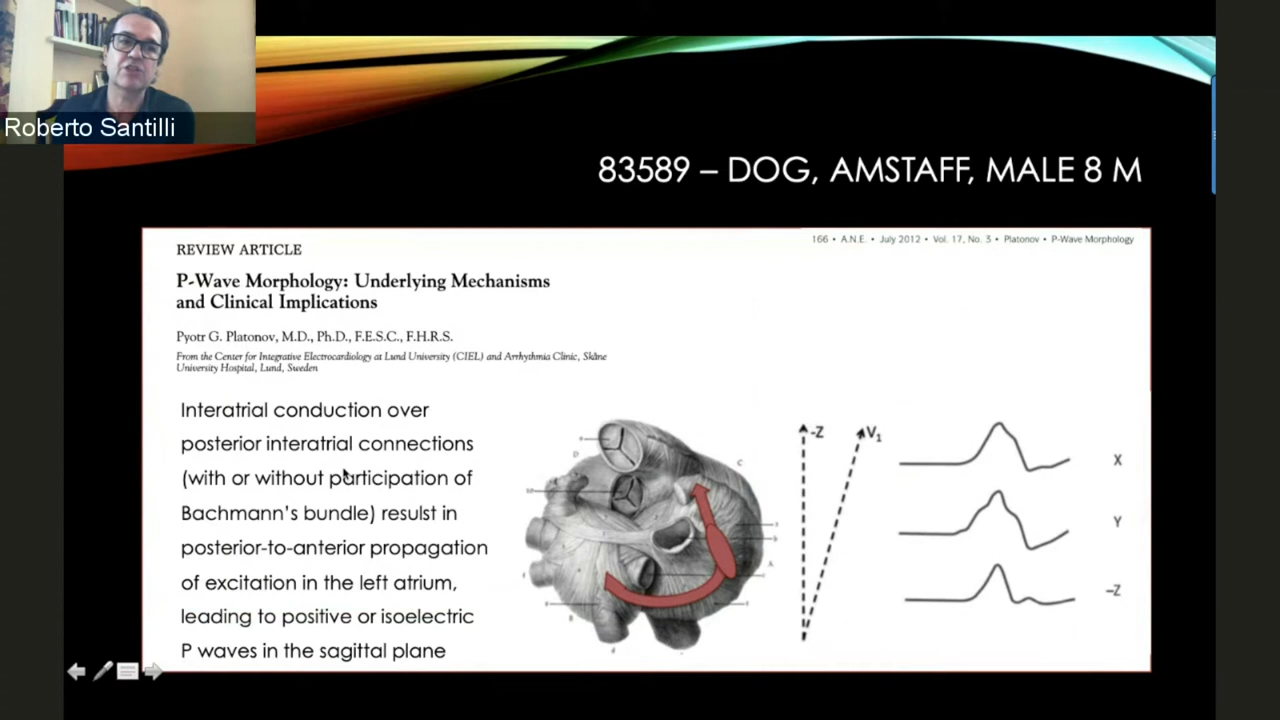 Roberto Santilli
83589 – DOG, AMSTAFF, MALE 8 M
166 • A.N.E. • July 2012 • Vol. 17, No. 3 • Platonov • P-Wave Morphology
REVIEW ARTICLE
P-Wave Morphology: Underlying Mechanisms
and Clinical Implications
Pyotr G. Platonov, M.D., Ph.D., F.E.S.C., F.H.R.S.
From the Center for Integrative Electrocardiology at Lund University (CIEL) and Arrhythmia Clinic, Skåne
University Hospital, Lund, Sweden
Interatrial conduction over
posterior interatrial connections
(with or without participation of
Bachmann's bundle) resulst in
posterior-to-anterior propagation
of excitation in the left atrium,
leading to positive or isoelectric
P waves in the sagittal plane
-Z
V1
X
Y
-Z